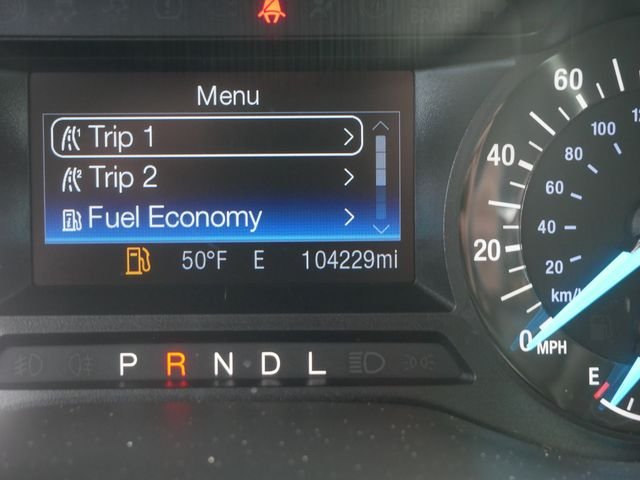 Menu
Trip 1
Trip 2
Fuel Economy
50°F E 104229mi
P R N D L
60
40
20
0 MPH
100
80
60
40
20
E